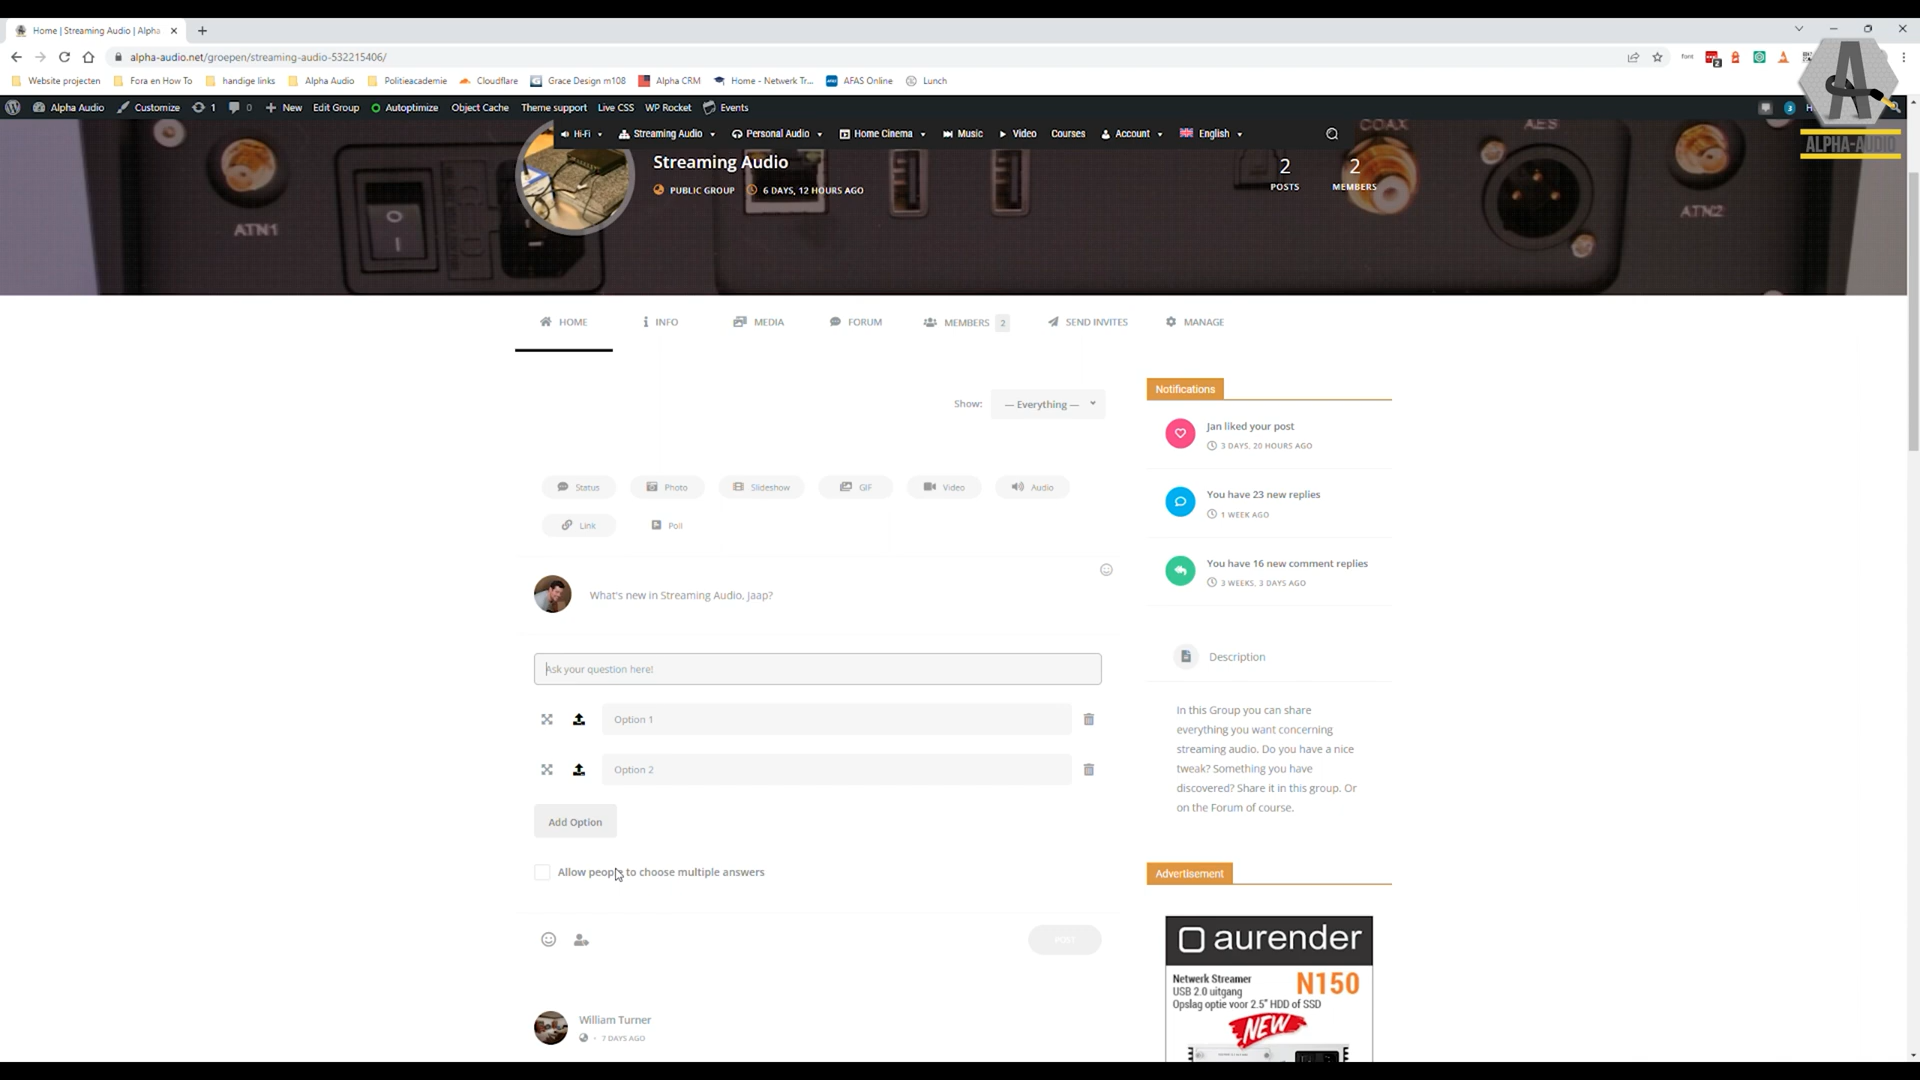 Home | Streaming Audio | Alpha
alpha-audio.net/groepen/streaming-audio-532215406/
Website projecten
Fora en How To
handige links
Alpha Audio
Politieacademie
Cloudflare
Grace Design m108
Alpha CRM
Home - Netwerk Tr...
AFAS Online
Lunch
Alpha Audio
Customize
1
0
New
Edit Group
Autoptimize
Object Cache
Theme support
Live CSS
WP Rocket
Events
3
ALPHA-AUDIO
Hi-Fi
Streaming Audio
Personal Audio
Home Cinema
Music
Video
Courses
Account
English
COAX
AES
Streaming Audio
PUBLIC GROUP
6 DAYS, 12 HOURS AGO
2
POSTS
2
MEMBERS
ATN1
ATN2
HOME
INFO
MEDIA
FORUM
MEMBERS 2
SEND INVITES
MANAGE
Show:
— Everything —
Status
Photo
Slideshow
GIF
Video
Audio
Link
Poll
What's new in Streaming Audio, Jaap?
Ask your question here!
Option 1
Option 2
Add Option
Allow people to choose multiple answers
POST
William Turner
7 DAYS AGO
Notifications
Jan liked your post
3 DAYS, 20 HOURS AGO
You have 23 new replies
1 WEEK AGO
You have 16 new comment replies
3 WEEKS, 3 DAYS AGO
Description
In this Group you can share
everything you want concerning
streaming audio. Do you have a nice
tweak? Something you have
discovered? Share it in this group. Or
on the Forum of course.
Advertisement
aurender
Netwerk Streamer
USB 2.0 uitgang
Opslag optie voor 2.5" HDD of SSD
N150
NEW